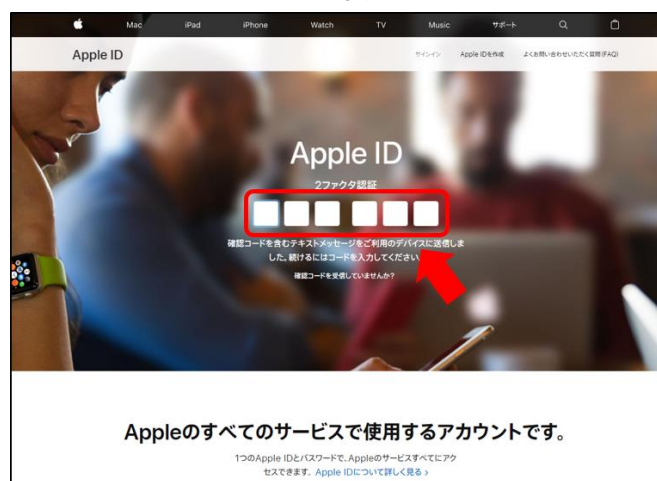 Mac iPad iPhone Watch TV Music サポート
Apple ID サインイン Apple IDを作成 よくお問い合わせいただく質問(FAQ)
Apple ID
2ファクタ認証
確認コードを含むテキストメッセージをご利用のデバイスに送信しま
した。続けるにはコードを入力してください
確認コードを受信していませんか?
Appleのすべてのサービスで使用するアカウントです。
1つのApple IDとパスワードで、Appleのサービスすべてにアク
セスできます。Apple IDについて詳しく見る >